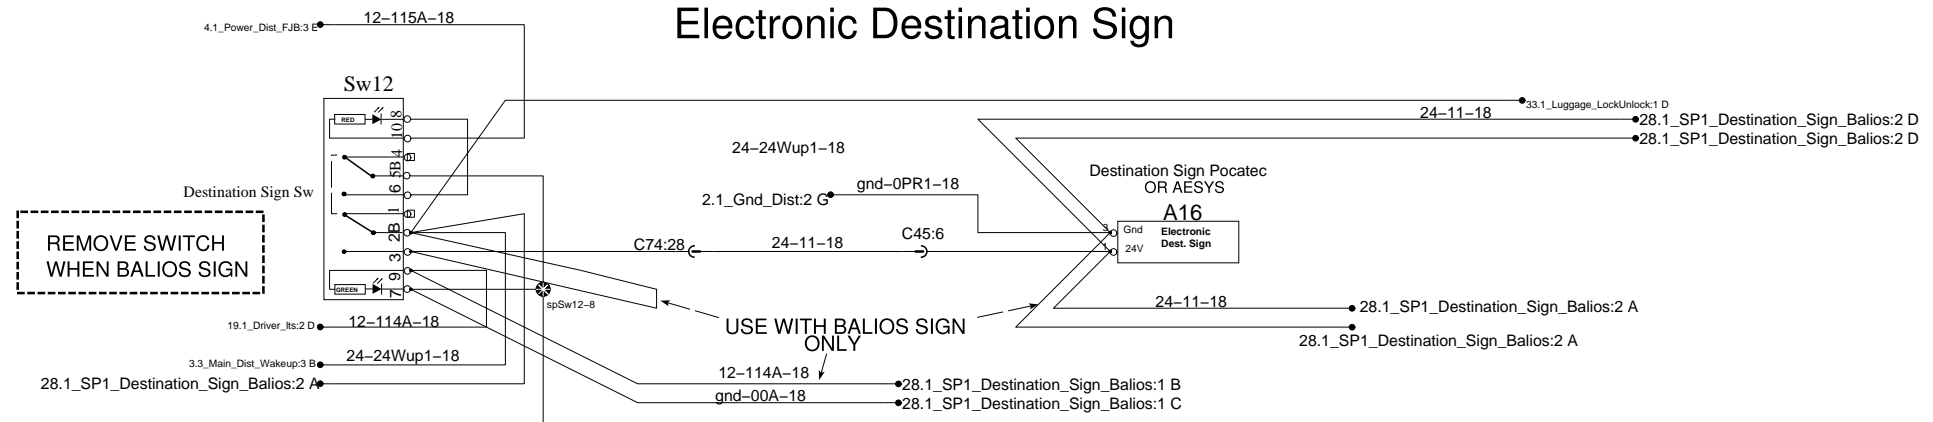 Electronic Destination Sign
12–115A–18
4.1_Power_Dist_FJB:3 E
Sw12
RED
8
10
4
5B
6
1
2B
3
9
7
GREEN
Destination Sign Sw
REMOVE SWITCH
WHEN BALIOS SIGN
33.1_Luggage_LockUnlock:1 D
24–11–18
28.1_SP1_Destination_Sign_Balios:2 D
28.1_SP1_Destination_Sign_Balios:2 D
24–24Wup1–18
Destination Sign Pocatec
OR AESYS
gnd–0PR1–18
2.1_Gnd_Dist:2 G
A16
3
Gnd
Electronic
Dest. Sign
1
24V
C74:28
24–11–18
C45:6
spSw12–8
24–11–18
28.1_SP1_Destination_Sign_Balios:2 A
28.1_SP1_Destination_Sign_Balios:2 A
USE WITH BALIOS SIGN
ONLY
19.1_Driver_Its:2 D
12–114A–18
3.3_Main_Dist_Wakeup:3 B
24–24Wup1–18
28.1_SP1_Destination_Sign_Balios:2 A
12–114A–18
28.1_SP1_Destination_Sign_Balios:1 B
gnd–00A–18
28.1_SP1_Destination_Sign_Balios:1 C